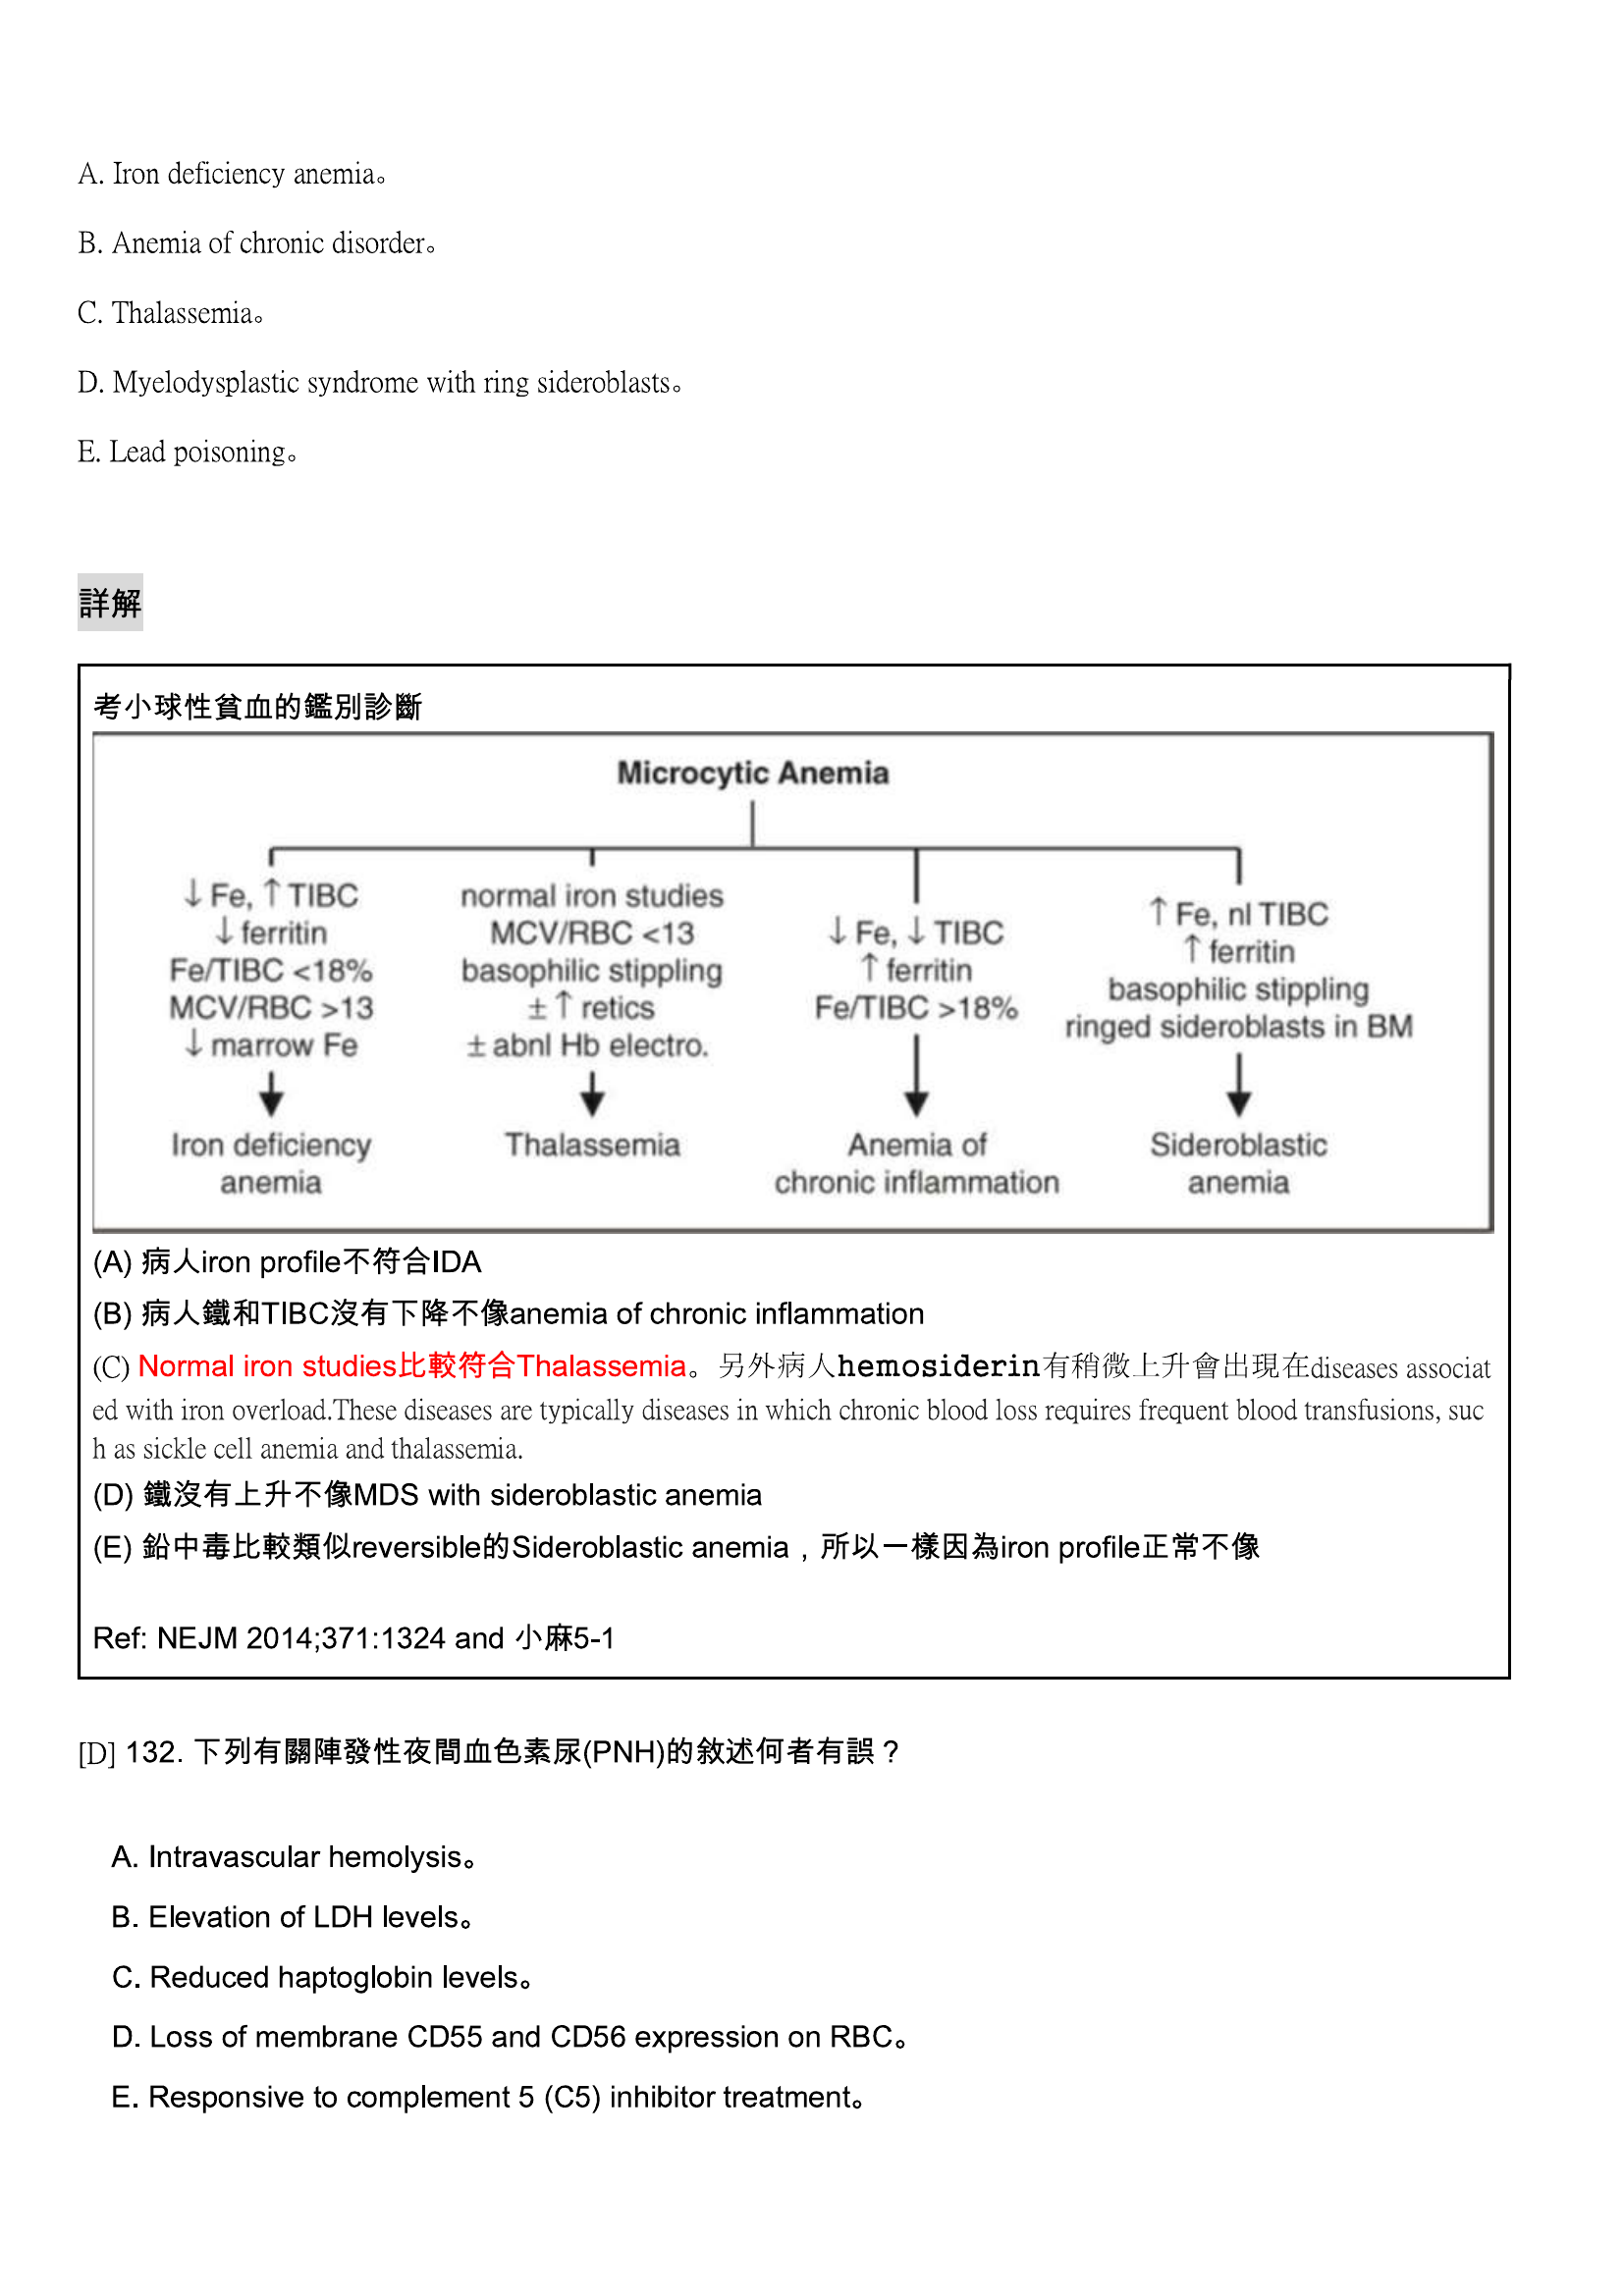 A. Iron deficiency anemia。
B. Anemia of chronic disorder。
C. Thalassemia。
D. Myelodysplastic syndrome with ring sideroblasts。
E. Lead poisoning。
詳解
考小球性貧血的鑑別診斷
Microcytic Anemia
↓ Fe, ↑ TIBC
↓ ferritin
Fe/TIBC <18%
MCV/RBC >13
↓ marrow Fe
Iron deficiency
anemia
normal iron studies
MCV/RBC <13
basophilic stippling
± ↑ retics
± abnl Hb electro.
Thalassemia
↓ Fe, ↓ TIBC
↑ ferritin
Fe/TIBC >18%
Anemia of
chronic inflammation
↑ Fe, nl TIBC
↑ ferritin
basophilic stippling
ringed sideroblasts in BM
Sideroblastic
anemia
(A) 病人iron profile不符合IDA
(B) 病人鐵和TIBC沒有下降不像anemia of chronic inflammation
(C) Normal iron studies比較符合Thalassemia。另外病人hemosiderin有稍微上升會出現在diseases associat
ed with iron overload.These diseases are typically diseases in which chronic blood loss requires frequent blood transfusions, suc
h as sickle cell anemia and thalassemia.
(D) 鐵沒有上升不像MDS with sideroblastic anemia
(E) 鉛中毒比較類似reversible的Sideroblastic anemia，所以一樣因為iron profile正常不像
Ref: NEJM 2014;371:1324 and 小麻5-1
[D] 132. 下列有關陣發性夜間血色素尿(PNH)的敘述何者有誤？
A. Intravascular hemolysis。
B. Elevation of LDH levels。
C. Reduced haptoglobin levels。
D. Loss of membrane CD55 and CD56 expression on RBC。
E. Responsive to complement 5 (C5) inhibitor treatment。